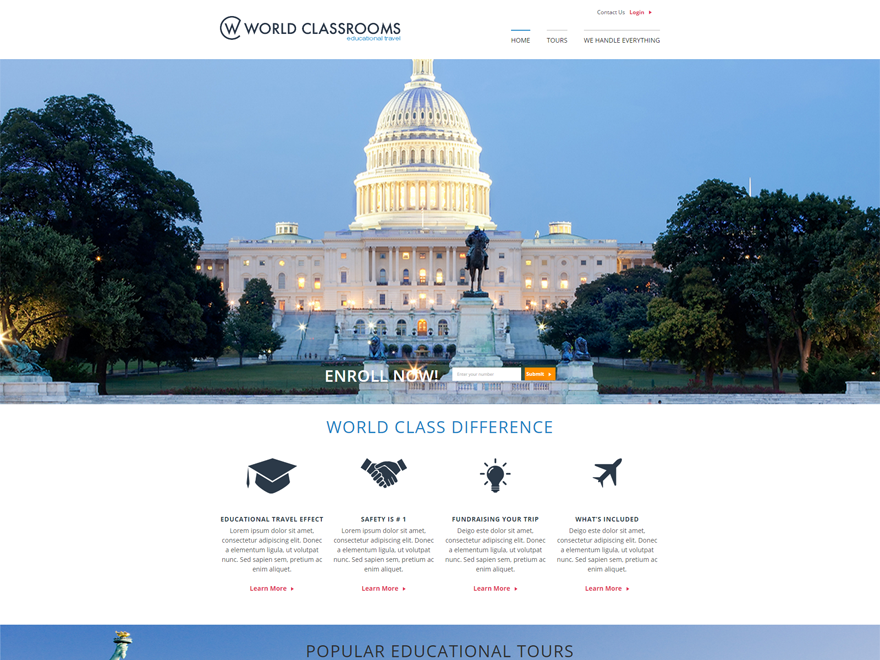 Contact Us Login
W WORLD CLASSROOMS
educational travel
HOME TOURS WE HANDLE EVERYTHING
ENROLL NOW! Enter your number Submit
WORLD CLASS DIFFERENCE
EDUCATIONAL TRAVEL EFFECT
Lorem ipsum dolor sit amet,
consectetur adipiscing elit. Donec
a elementum ligula, ut volutpat
nunc. Sed sapien sem, pretium ac
enim aliquet.
Learn More
SAFETY IS # 1
Lorem ipsum dolor sit amet,
consectetur adipiscing elit. Donec
a elementum ligula, ut volutpat
nunc. Sed sapien sem, pretium ac
enim aliquet.
Learn More
FUNDRAISING YOUR TRIP
Deigo este dolor sit amet,
consectetur adipiscing elit. Donec
a elementum ligula, ut volutpat
nunc. Sed sapien sem, pretium ac
enim aliquet.
Learn More
WHAT'S INCLUDED
Deigo este dolor sit amet,
consectetur adipiscing elit. Donec
a elementum ligula, ut volutpat
nunc. Sed sapien sem, pretium ac
enim aliquet.
Learn More
POPULAR EDUCATIONAL TOURS